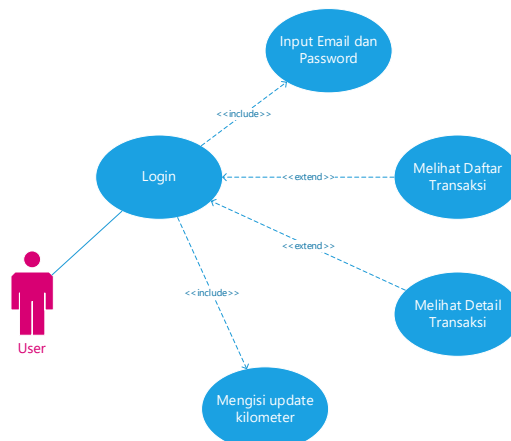 Input Email dan
Password
<<include>>
Login
<<extend>>
Melihat Daftar
Transaksi
<<extend>>
<<include>>
Melihat Detail
Transaksi
User
Mengisi update
kilometer